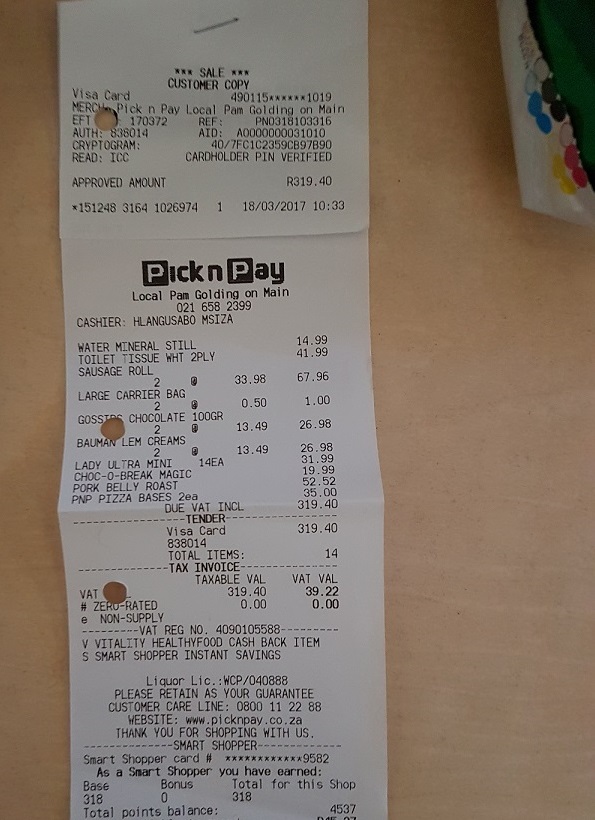 *** SALE ***
CUSTOMER COPY
Visa Card 490115******1019
Pick n Pay Local Pam Golding on Main
EFT 170372 REF: PN0318103316
AUTH: 838014 AID: A0000000031010
CRYPTOGRAM: 40/7FC1C2359CB97B90
READ: ICC CARDHOLDER PIN VERIFIED
APPROVED AMOUNT R319.40
*151248 3164 1026974 1 18/03/2017 10:33
Pick n Pay
Local Pam Golding on Main
021 658 2399
CASHIER: HLANGUSABO MSIZA
WATER MINERAL STILL 14.99
TOILET TISSUE WHT 2PLY 41.99
SAUSAGE ROLL
2 @ 33.98 67.96
LARGE CARRIER BAG
2 @ 0.50 1.00
CHOCOLATE 100GR
2 @ 13.49 26.98
BAUMAN LEM CREAMS
2 @ 13.49 26.98
LADY ULTRA MINI 14EA 31.99
CHOC-O-BREAK MAGIC 19.99
PORK BELLY ROAST 52.52
PNP PIZZA BASES 2ea 35.00
DUE VAT INCL 319.40
----------------TENDER----------------
Visa Card 319.40
838014
TOTAL ITEMS: 14
-------------TAX INVOICE-------------
TAXABLE VAL VAT VAL
VAT 319.40 39.22
# ZERO-RATED 0.00 0.00
e NON-SUPPLY
---------VAT REG NO. 4090105588---------
V VITALITY HEALTHYFOOD CASH BACK ITEM
S SMART SHOPPER INSTANT SAVINGS
Liquor Lic.:WCP/040888
PLEASE RETAIN AS YOUR GUARANTEE
CUSTOMER CARE LINE: 0800 11 22 88
WEBSITE: www.picknpay.co.za
THANK YOU FOR SHOPPING WITH US.
-------------SMART SHOPPER-------------
Smart Shopper card # ************9582
As a Smart Shopper you have earned:
Base Bonus Total for this Shop
318 0 318
Total points balance: 4537